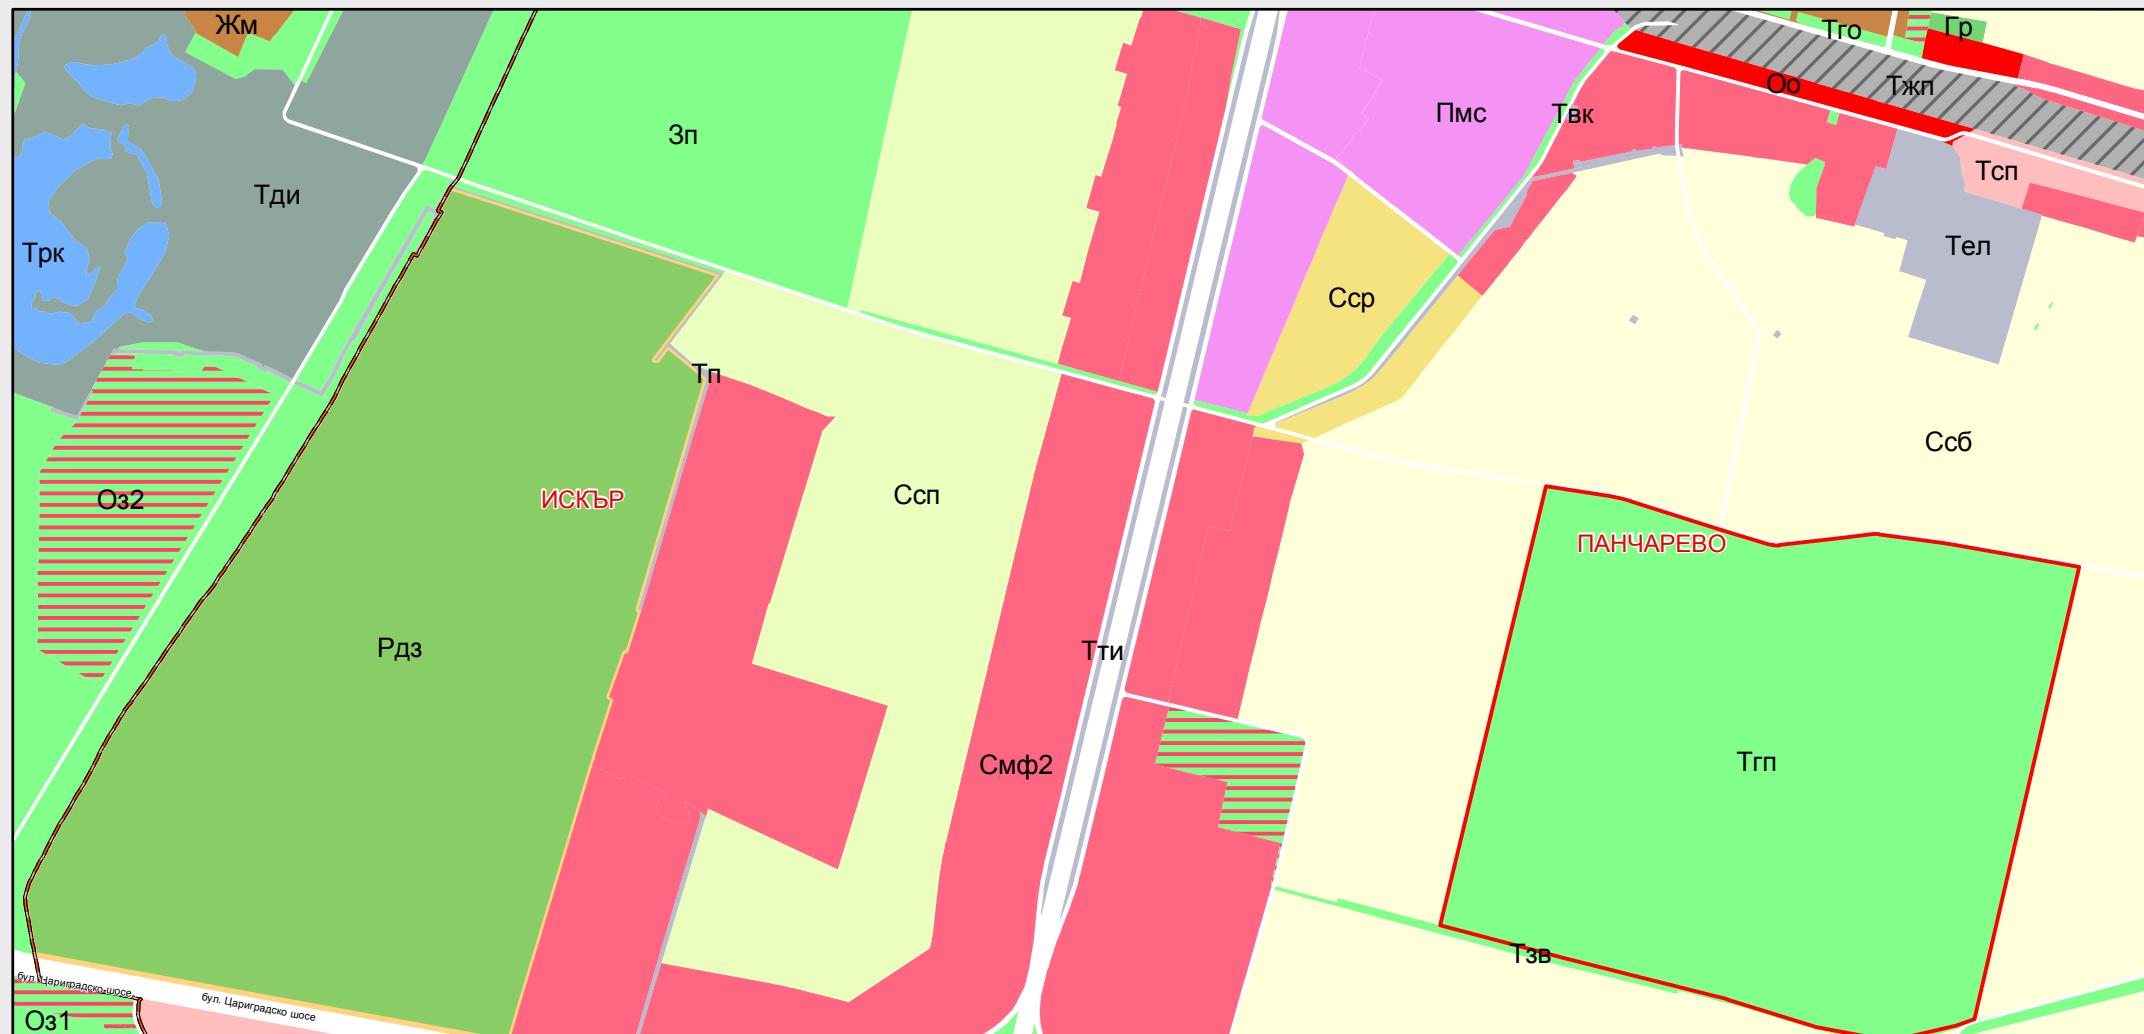 Жм
Тго
Гр
Оо
Тжп
Зп
Пмс
Твк
Тсп
Тди
Трк
Тел
Сср
Тп
Ссб
Оз2
ИСКЪР
Ссп
ПАНЧАРЕВО
Рдз
Тти
Смф2
Тгп
Тзв
бул. Цариградско шосе
бул. Цариградско шосе
Оз1